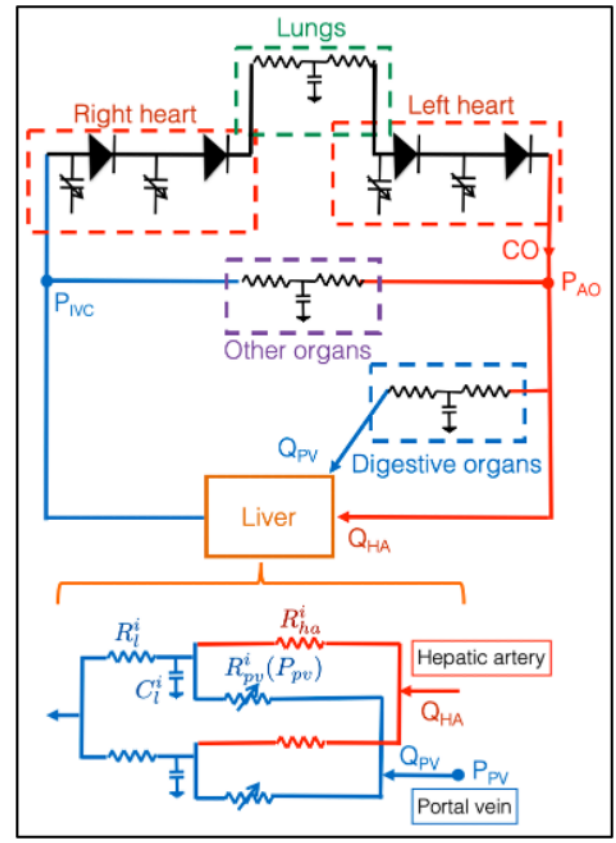 Lungs
Right heart
Left heart
CO
P_IVC
P_AO
Other organs
Q_PV
Digestive organs
Liver
Q_HA
R_l^i
R_ha^i
C_l^i
R_pv^i(P_pv)
Hepatic artery
Q_HA
Q_PV
P_PV
Portal vein